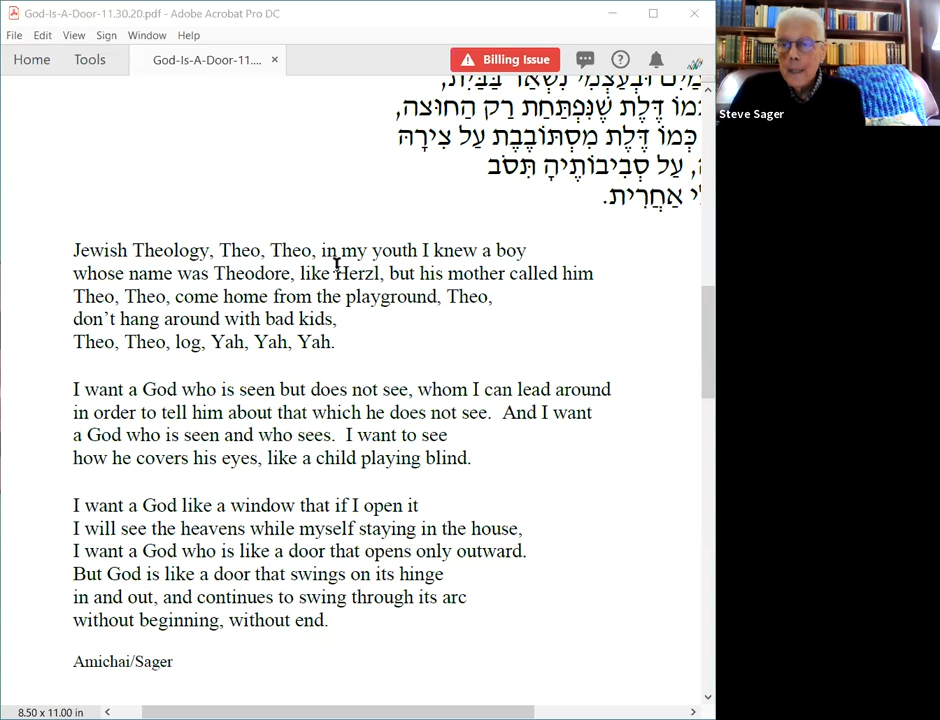 God-Is-A-Door-11.30.20.pdf - Adobe Acrobat Pro DC
File Edit View Sign Window Help
Home Tools God-Is-A-Door-11.... × Billing Issue
וּבְעַצְמִי נִשְׁאָר בַּבַּיִת,
כְּמוֹ דֶּלֶת שֶׁנִּפְתַּחַת רַק הַחוּצָה,
כְּמוֹ דֶּלֶת מִסְתּוֹבֶבֶת עַל צִירָהּ
, עַל סְבִיבוֹתֶיהָ תִּסֹּב
אַחֲרִית.
Jewish Theology, Theo, Theo, in my youth I knew a boy
whose name was Theodore, like Herzl, but his mother called him
Theo, Theo, come home from the playground, Theo,
don’t hang around with bad kids,
Theo, Theo, log, Yah, Yah, Yah.
I want a God who is seen but does not see, whom I can lead around
in order to tell him about that which he does not see. And I want
a God who is seen and who sees. I want to see
how he covers his eyes, like a child playing blind.
I want a God like a window that if I open it
I will see the heavens while myself staying in the house,
I want a God who is like a door that opens only outward.
But God is like a door that swings on its hinge
in and out, and continues to swing through its arc
without beginning, without end.
Amichai/Sager
8.50 x 11.00 in
Steve Sager